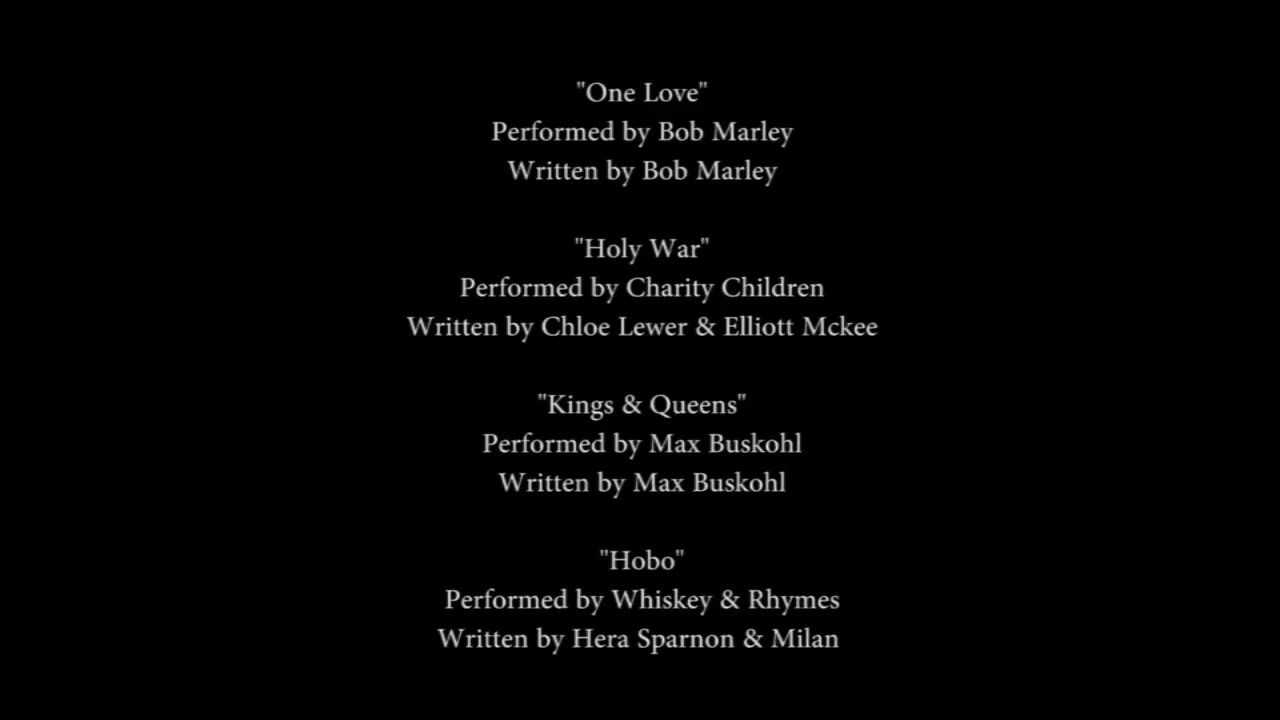 "One Love"
Performed by Bob Marley
Written by Bob Marley
"Holy War"
Performed by Charity Children
Written by Chloe Lewer & Elliott Mckee
"Kings & Queens"
Performed by Max Buskohl
Written by Max Buskohl
"Hobo"
Performed by Whiskey & Rhymes
Written by Hera Sparnon & Milan